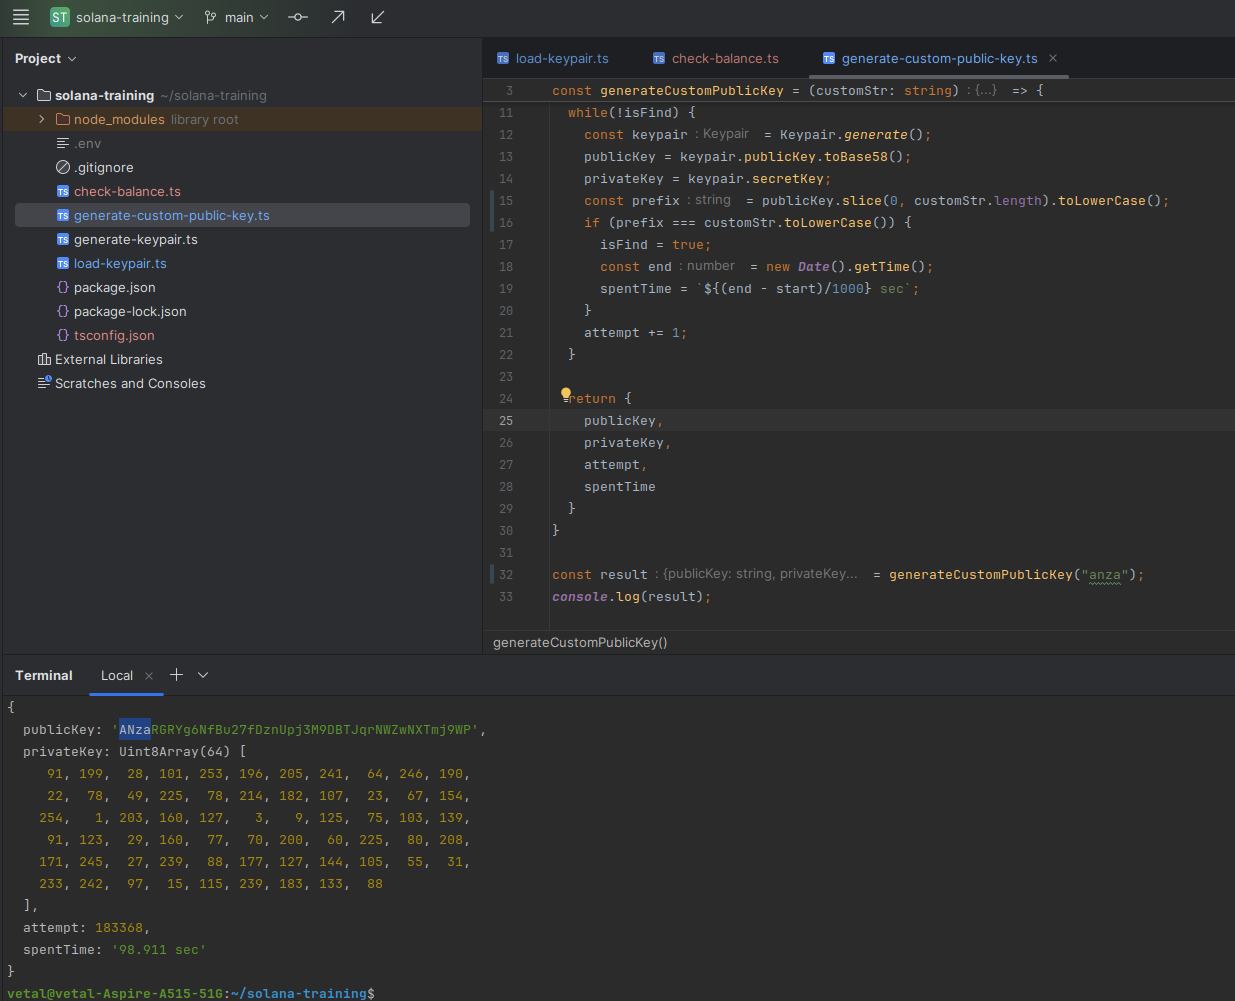 ST solana-training main
Project
solana-training ~/solana-training
node_modules library root
.env
.gitignore
TS check-balance.ts
TS generate-custom-public-key.ts
TS generate-keypair.ts
TS load-keypair.ts
{} package.json
{} package-lock.json
{} tsconfig.json
External Libraries
Scratches and Consoles
TS load-keypair.ts TS check-balance.ts TS generate-custom-public-key.ts ×
3 const generateCustomPublicKey = (customStr: string) : {...} => {
11 while(!isFind) {
12 const keypair : Keypair = Keypair.generate();
13 publicKey = keypair.publicKey.toBase58();
14 privateKey = keypair.secretKey;
15 const prefix : string = publicKey.slice(0, customStr.length).toLowerCase();
16 if (prefix === customStr.toLowerCase()) {
17 isFind = true;
18 const end : number = new Date().getTime();
19 spentTime = `${(end - start)/1000} sec`;
20 }
21 attempt += 1;
22 }
23
24 return {
25 publicKey,
26 privateKey,
27 attempt,
28 spentTime
29 }
30 }
31
32 const result : {publicKey: string, privateKey... = generateCustomPublicKey("anza");
33 console.log(result);
generateCustomPublicKey()
Terminal Local × +
{
publicKey: 'ANzaRGRYg6NfBu27fDznUpj3M9DBTJqrNWZwNXTmj9WP',
privateKey: Uint8Array(64) [
91, 199, 28, 101, 253, 196, 205, 241, 64, 246, 190,
22, 78, 49, 225, 78, 214, 182, 107, 23, 67, 154,
254, 1, 203, 160, 127, 3, 9, 125, 75, 103, 139,
91, 123, 29, 160, 77, 70, 200, 60, 225, 80, 208,
171, 245, 27, 239, 88, 177, 127, 144, 105, 55, 31,
233, 242, 97, 15, 115, 239, 183, 133, 88
],
attempt: 183368,
spentTime: '98.911 sec'
}
vetal@vetal-Aspire-A515-51G:~/solana-training$